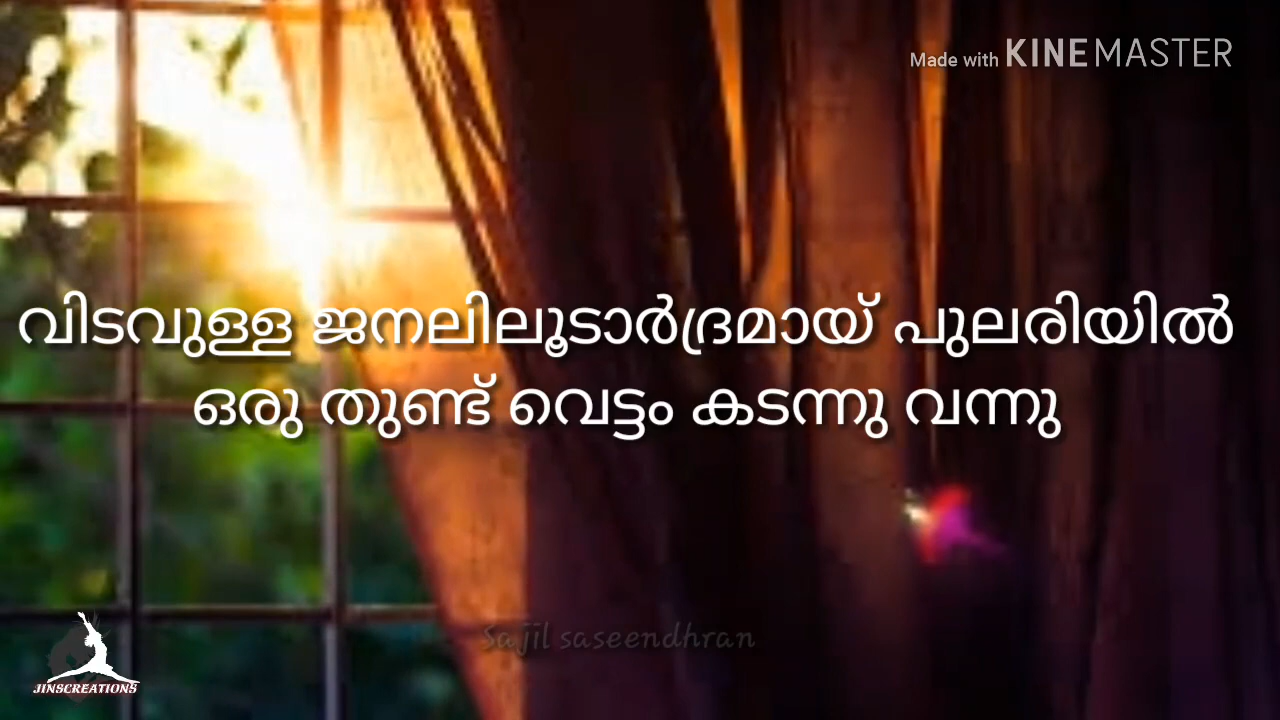 Made with KINEMASTER
വിടവുള്ള ജനലിലൂടാർദ്രമായ് പുലരിയിൽ
ഒരു തുണ്ട് വെട്ടം കടന്നു വന്നു
Sajil saseendhran
JINSCREATIONS